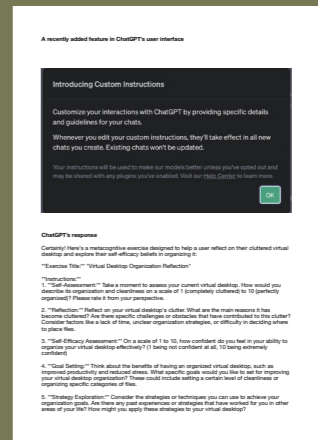 A recently added feature in ChatGPT's user interface
Introducing Custom Instructions
Customize your interactions with ChatGPT by providing specific details
and guidelines for your chats.
Whenever you edit your custom instructions, they'll take effect in all new
chats you create. Existing chats won't be updated.
Your instructions will be used to make our models better unless you've opted out and
may be shared with any plugins you've enabled. Visit our Help Center to learn more.
OK
ChatGPT's response
Certainly! Here's a metacognitive exercise designed to help a user reflect on their cluttered virtual
desktop and explore their self-efficacy beliefs in organizing it:
**Exercise Title:** "Virtual Desktop Organization Reflection"
**Instructions:**
1. **Self-Assessment:** Take a moment to assess your current virtual desktop. How would you
describe its organization and cleanliness on a scale of 1 (completely cluttered) to 10 (perfectly
organized)? Please rate it from your perspective.
2. **Reflection:** Reflect on your virtual desktop's clutter. What are the main reasons it has
become cluttered? Are there specific challenges or obstacles that have contributed to this clutter?
Consider factors like a lack of time, unclear organization strategies, or difficulty in deciding where
to place files.
3. **Self-Efficacy Assessment:** On a scale of 1 to 10, how confident do you feel in your ability to
organize your virtual desktop effectively? (1 being not confident at all, 10 being extremely
confident)
4. **Goal Setting:** Think about the benefits of having an organized virtual desktop, such as
improved productivity and reduced stress. What specific goals would you like to set for improving
your virtual desktop organization? These could include setting a certain level of cleanliness or
organizing specific categories of files.
5. **Strategy Exploration:** Consider the strategies or techniques you can use to achieve your
organization goals. Are there any past experiences or strategies that have worked for you in other
areas of your life? How might you apply these strategies to your virtual desktop?